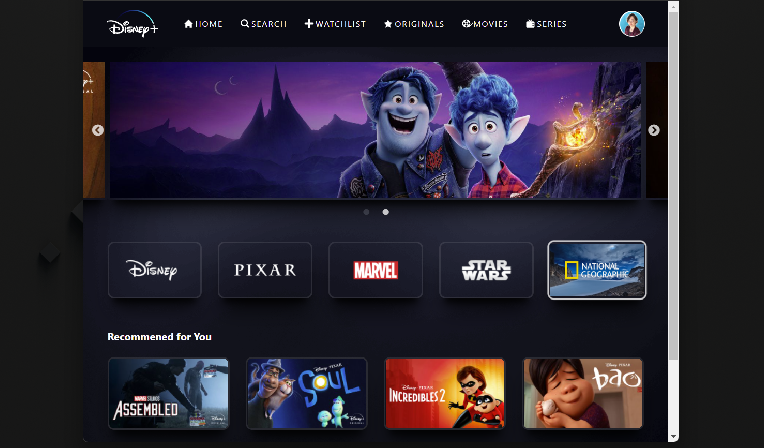 Disney+
HOME
SEARCH
WATCHLIST
ORIGINALS
MOVIES
SERIES
Disney
PIXAR
MARVEL
STAR
WARS
NATIONAL
GEOGRAPHIC
Recommened for You
MARVEL STUDIOS
ASSEMBLED
Disney · PIXAR
SOUL
Disney · PIXAR
INCREDIBLES 2
Disney · PIXAR
bao